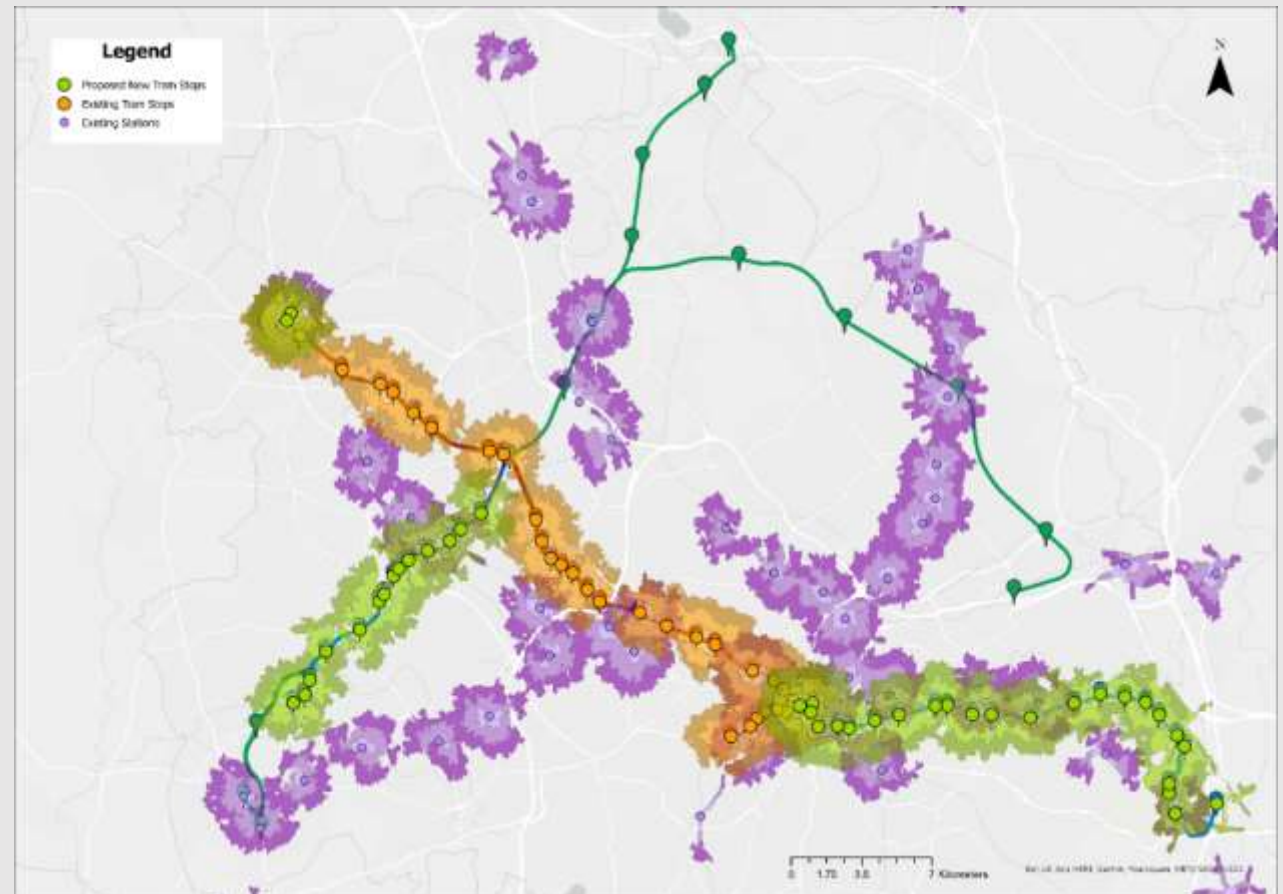 Legend
Proposed New Tram Stops
Existing Tram Stops
Existing Stations
N
0 1.75 3.5 7 Kilometers